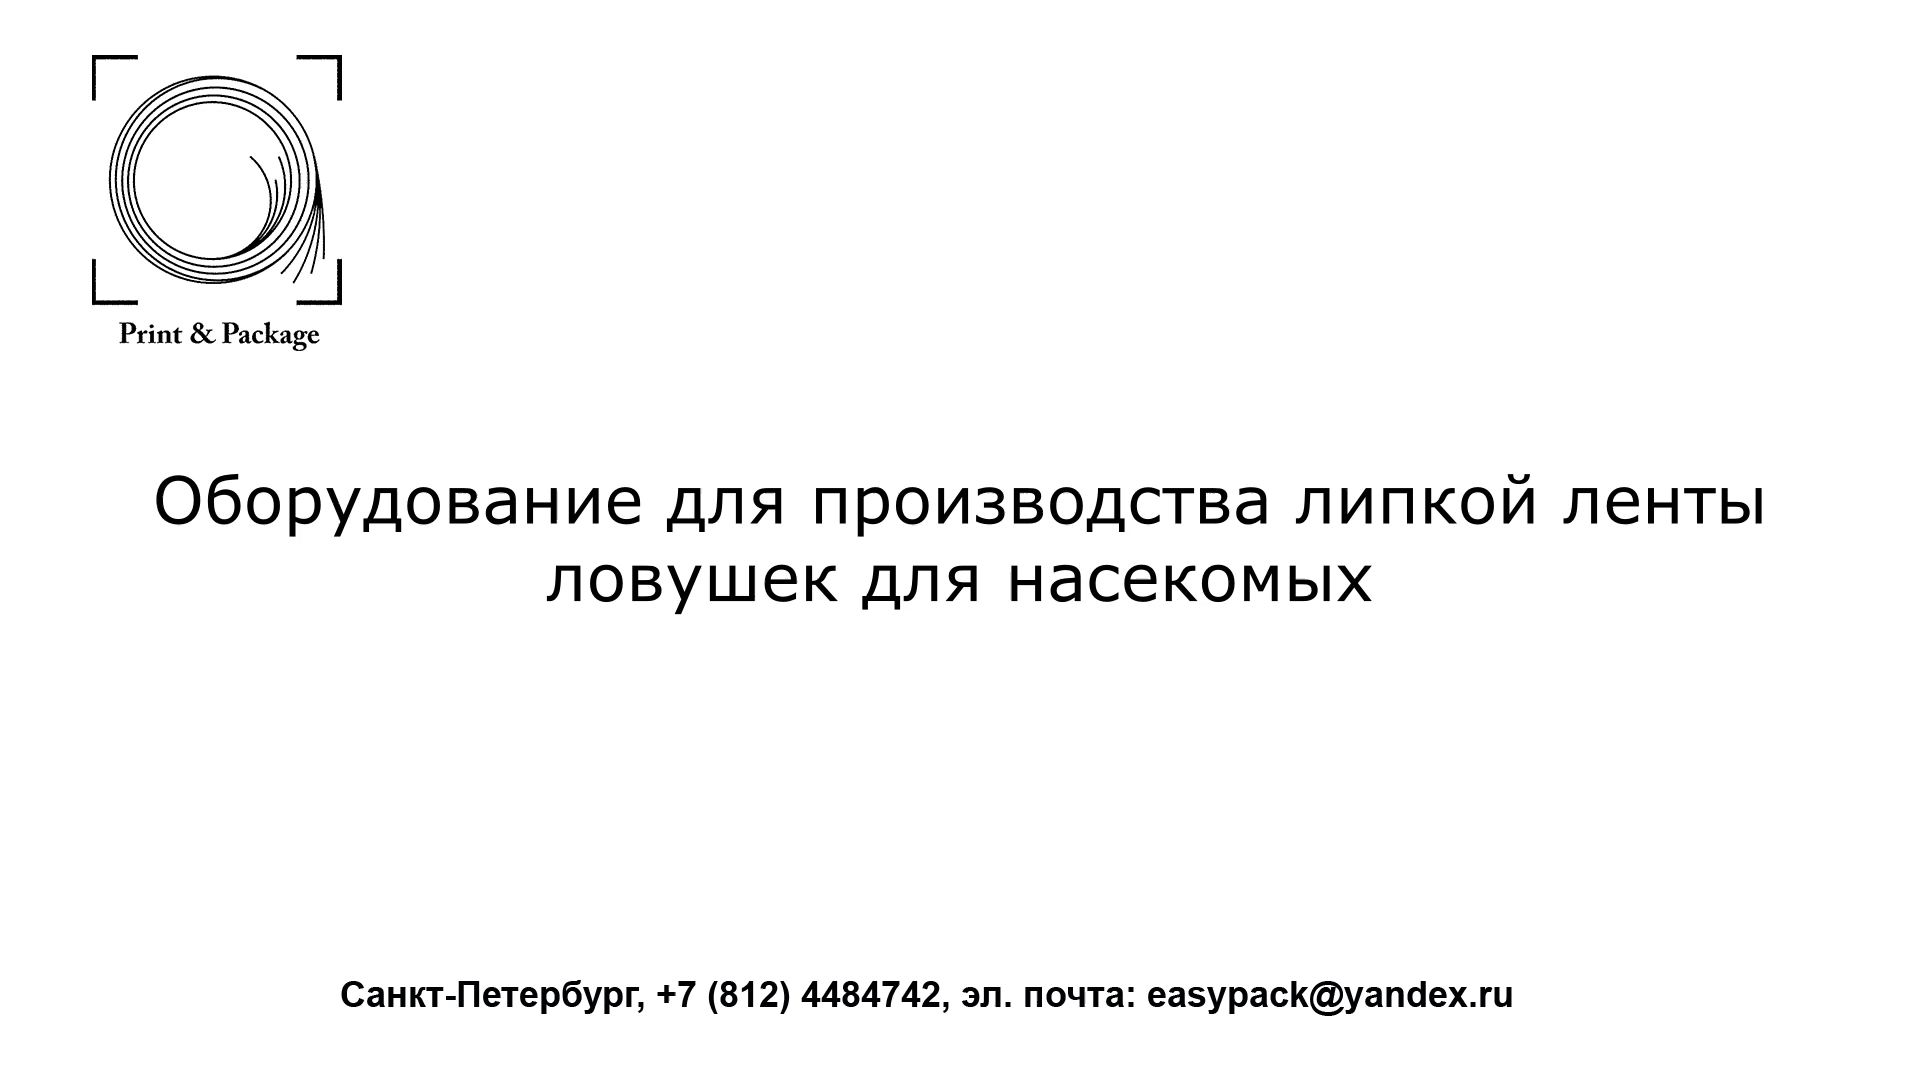 Print & Package
Оборудование для производства липкой ленты
ловушек для насекомых
Санкт-Петербург, +7 (812) 4484742, эл. почта: easypack@yandex.ru